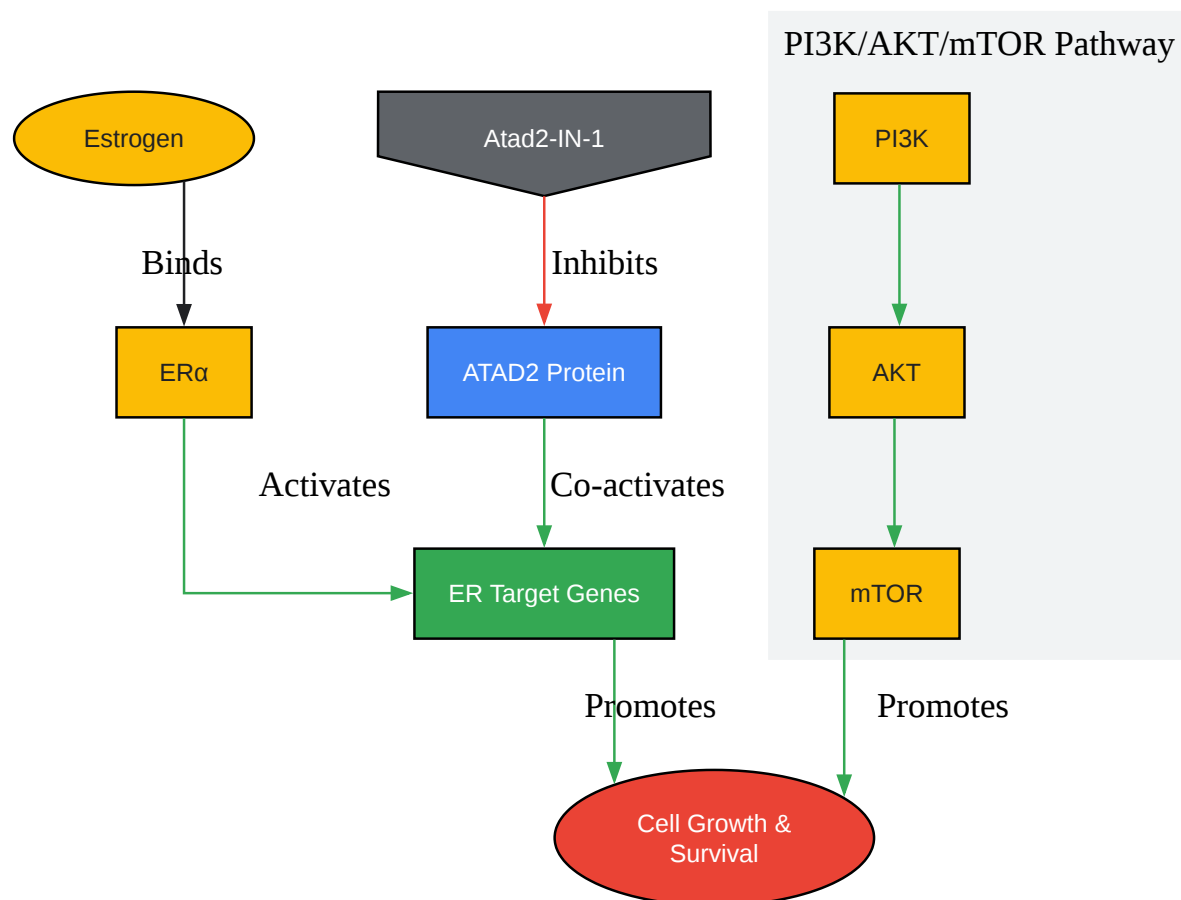 PI3K/AKT/mTOR Pathway
Estrogen
Atad2-IN-1
PI3K
Binds
Inhibits
ERα
ATAD2 Protein
AKT
Activates
Co-activates
ER Target Genes
mTOR
Promotes
Promotes
Cell Growth &
Survival